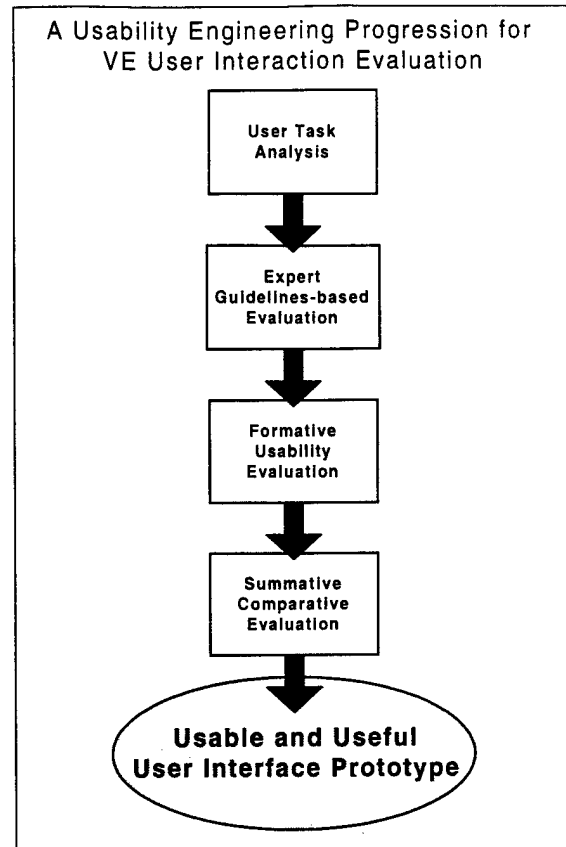 A Usability Engineering Progression for
VE User Interaction Evaluation
User Task
Analysis
Expert
Guidelines-based
Evaluation
Formative
Usability
Evaluation
Summative
Comparative
Evaluation
Usable and Useful
User Interface Prototype